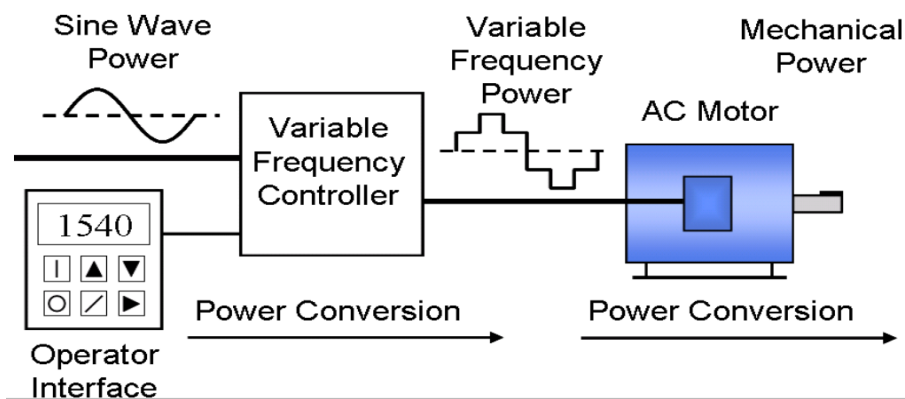 Sine Wave
Power
Variable
Frequency
Power
Mechanical
Power
AC Motor
Variable
Frequency
Controller
1540
Power Conversion
Power Conversion
Operator
Interface